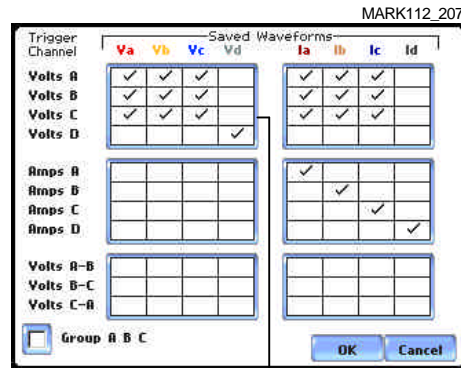 MARK112_207
Trigger Channel
Saved Waveforms
Va Vb Vc Vd Ia Ib Ic Id
Volts A
Volts B
Volts C
Volts D
Amps A
Amps B
Amps C
Amps D
Volts A-B
Volts B-C
Volts C-A
Group A B C
OK Cancel